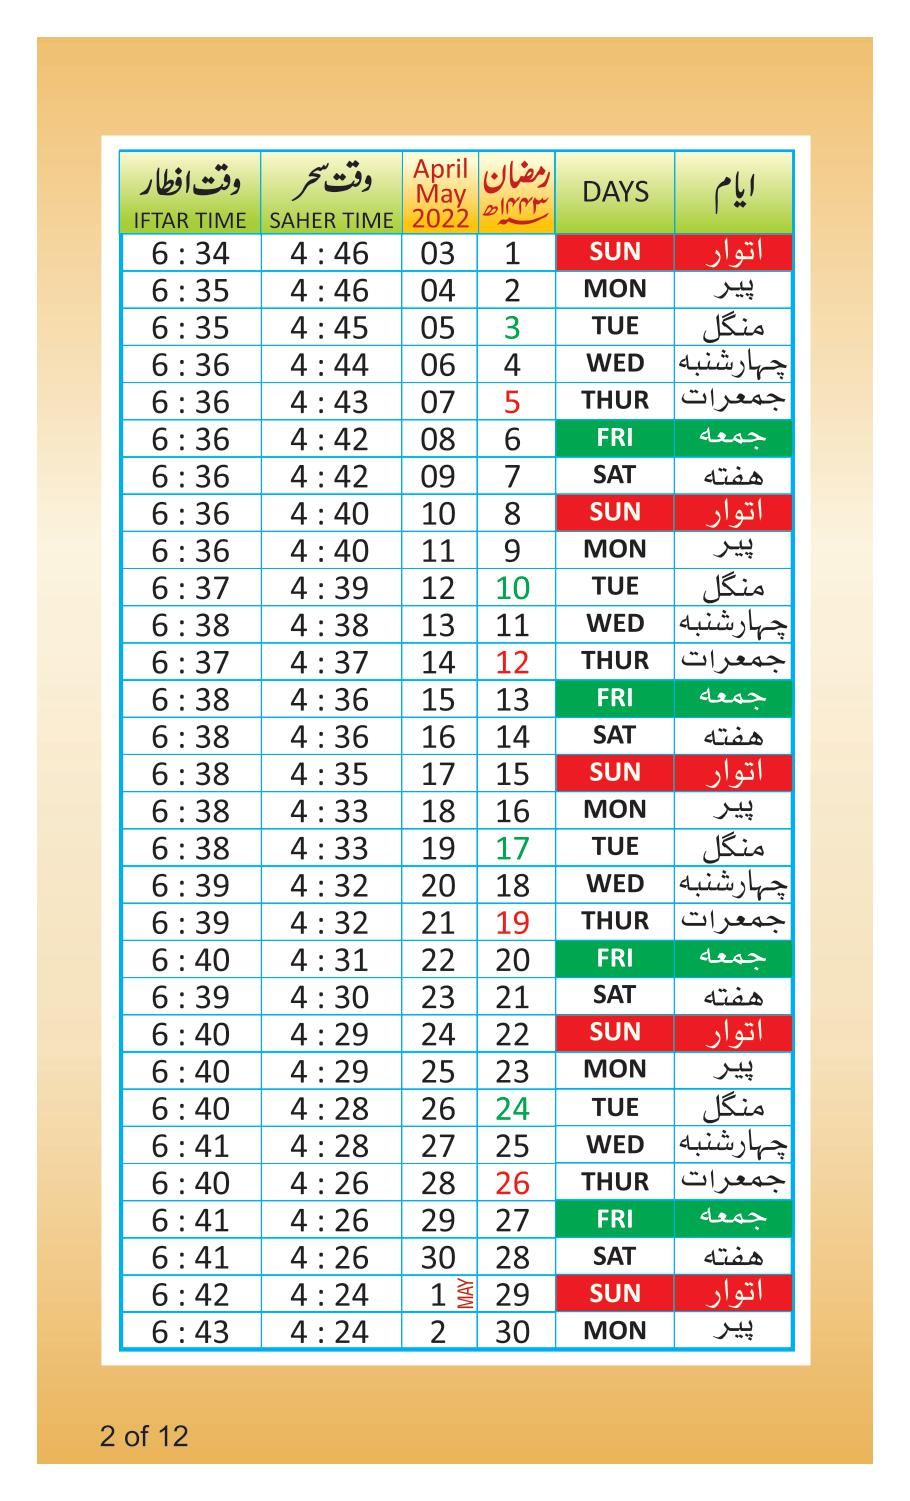 وقت افطار وقت سحر April May 2022 رمضان ۱۴۴۳ھ DAYS ایام
IFTAR TIME SAHER TIME
6 : 34 4 : 46 03 1 SUN اتوار
6 : 35 4 : 46 04 2 MON پیر
6 : 35 4 : 45 05 3 TUE منگل
6 : 36 4 : 44 06 4 WED چہارشنبہ
6 : 36 4 : 43 07 5 THUR جمعرات
6 : 36 4 : 42 08 6 FRI جمعہ
6 : 36 4 : 42 09 7 SAT ھفتہ
6 : 36 4 : 40 10 8 SUN اتوار
6 : 36 4 : 40 11 9 MON پیر
6 : 37 4 : 39 12 10 TUE منگل
6 : 38 4 : 38 13 11 WED چہارشنبہ
6 : 37 4 : 37 14 12 THUR جمعرات
6 : 38 4 : 36 15 13 FRI جمعہ
6 : 38 4 : 36 16 14 SAT ھفتہ
6 : 38 4 : 35 17 15 SUN اتوار
6 : 38 4 : 33 18 16 MON پیر
6 : 38 4 : 33 19 17 TUE منگل
6 : 39 4 : 32 20 18 WED چہارشنبہ
6 : 39 4 : 32 21 19 THUR جمعرات
6 : 40 4 : 31 22 20 FRI جمعہ
6 : 39 4 : 30 23 21 SAT ھفتہ
6 : 40 4 : 29 24 22 SUN اتوار
6 : 40 4 : 29 25 23 MON پیر
6 : 40 4 : 28 26 24 TUE منگل
6 : 41 4 : 28 27 25 WED چہارشنبہ
6 : 40 4 : 26 28 26 THUR جمعرات
6 : 41 4 : 26 29 27 FRI جمعہ
6 : 41 4 : 26 30 28 SAT ھفتہ
6 : 42 4 : 24 1 MAY 29 SUN اتوار
6 : 43 4 : 24 2 30 MON پیر
2 of 12